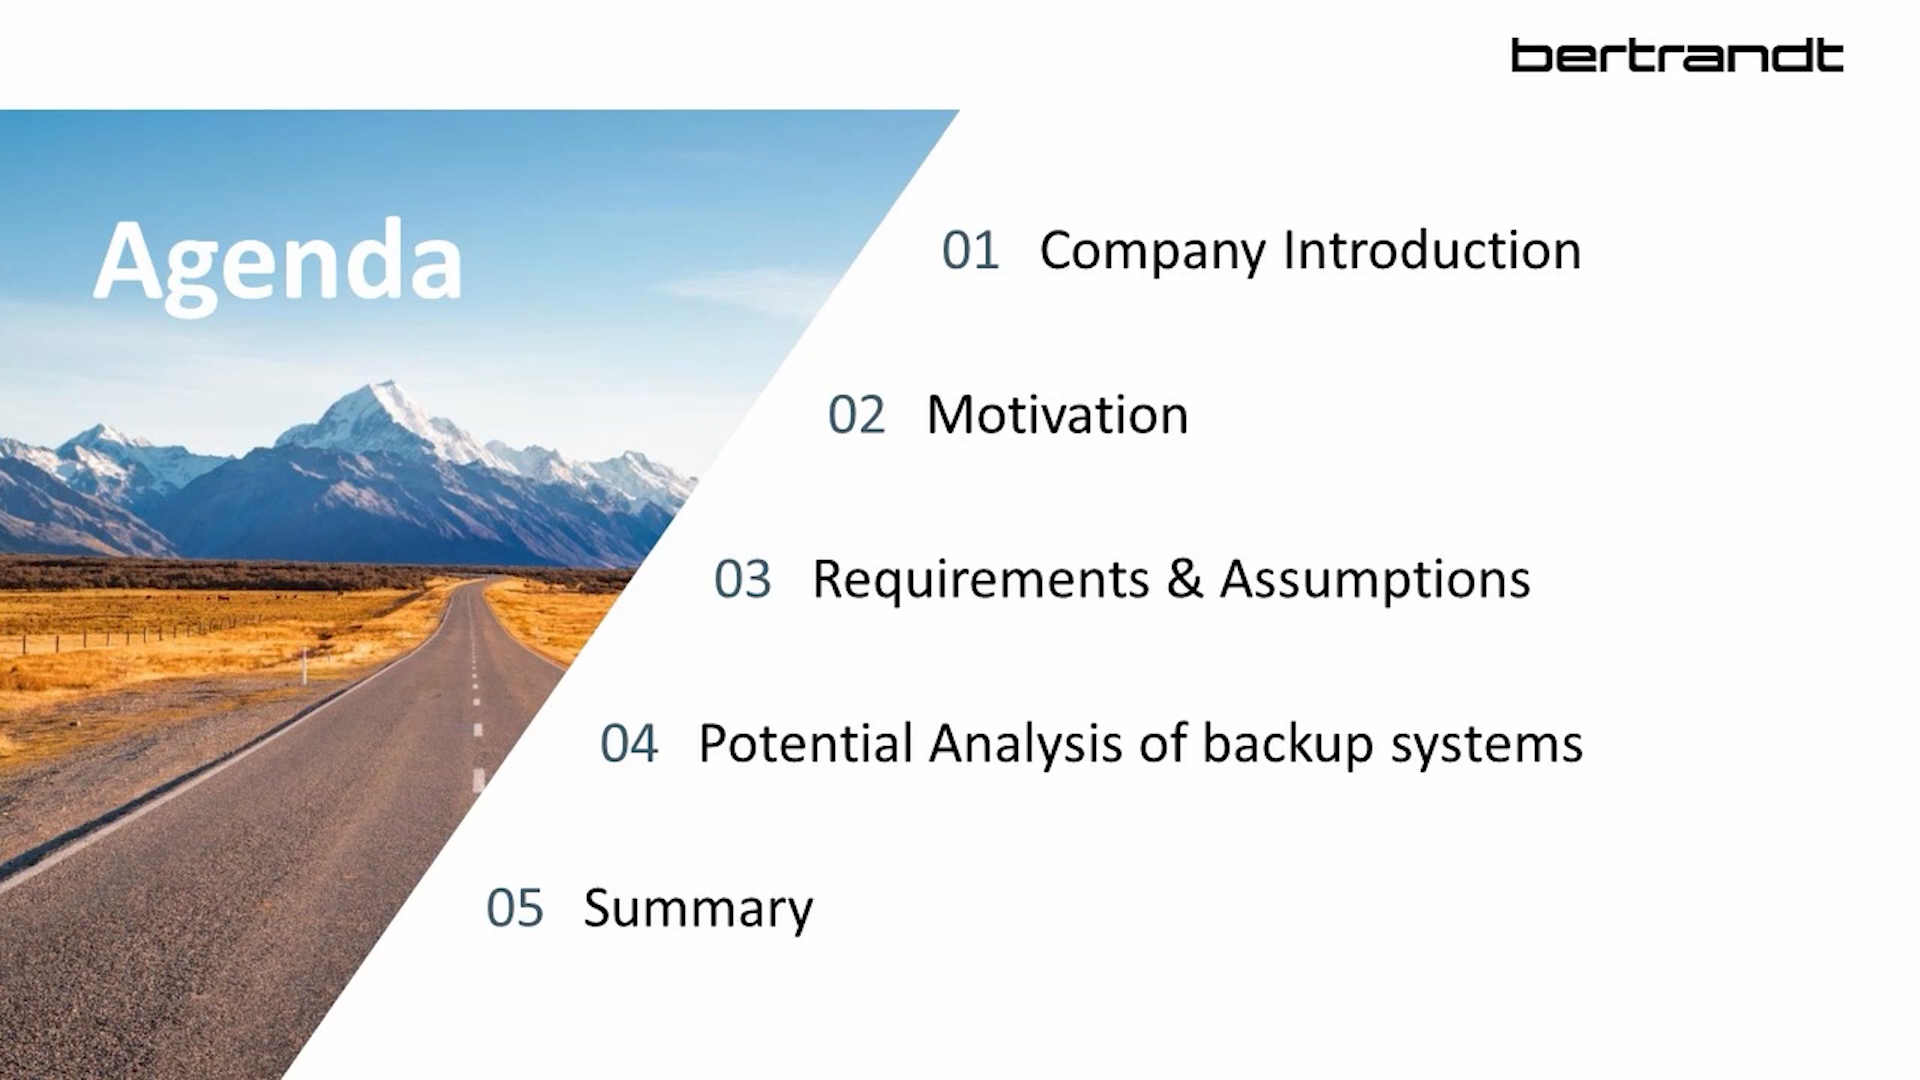 bertrandt
Agenda
01 Company Introduction
02 Motivation
03 Requirements & Assumptions
04 Potential Analysis of backup systems
05 Summary